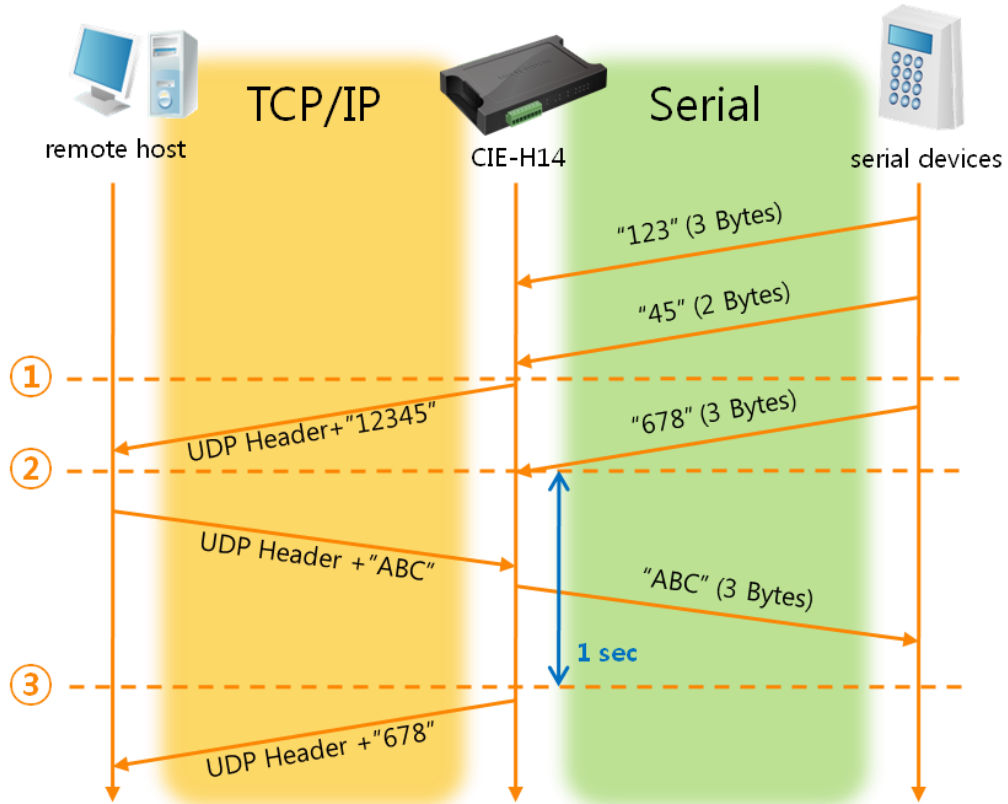 TCP/IP
Serial
remote host
CIE-H14
serial devices
“123” (3 Bytes)
“45” (2 Bytes)
①
UDP Header+”12345”
“678” (3 Bytes)
②
UDP Header +”ABC”
“ABC” (3 Bytes)
1 sec
③
UDP Header +”678”